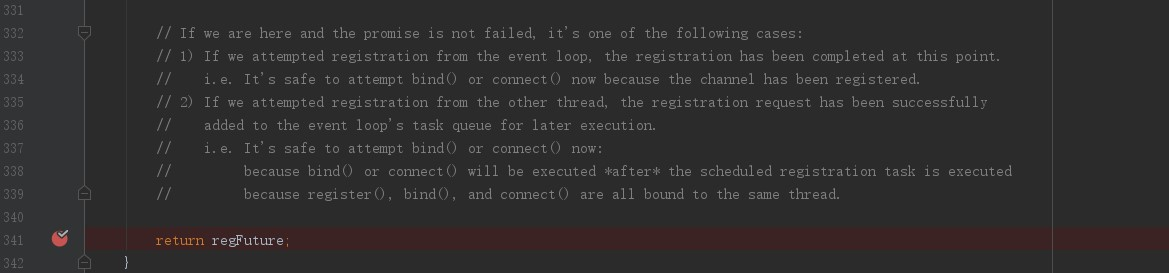 331
332 // If we are here and the promise is not failed, it's one of the following cases:
333 // 1) If we attempted registration from the event loop, the registration has been completed at this point.
334 //    i.e. It's safe to attempt bind() or connect() now because the channel has been registered.
335 // 2) If we attempted registration from the other thread, the registration request has been successfully
336 //    added to the event loop's task queue for later execution.
337 //    i.e. It's safe to attempt bind() or connect() now:
338 //         because bind() or connect() will be executed *after* the scheduled registration task is executed
339 //         because register(), bind(), and connect() are all bound to the same thread.
340
341 return regFuture;
342 }